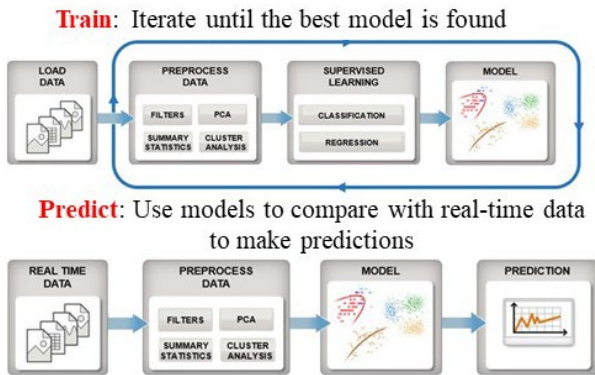 Train: Iterate until the best model is found
LOAD
DATA
PREPROCESS
DATA
FILTERS
PCA
SUMMARY
STATISTICS
CLUSTER
ANALYSIS
SUPERVISED
LEARNING
CLASSIFICATION
REGRESSION
MODEL
Predict: Use models to compare with real-time data
to make predictions
REAL TIME
DATA
PREPROCESS
DATA
FILTERS
PCA
SUMMARY
STATISTICS
CLUSTER
ANALYSIS
MODEL
PREDICTION